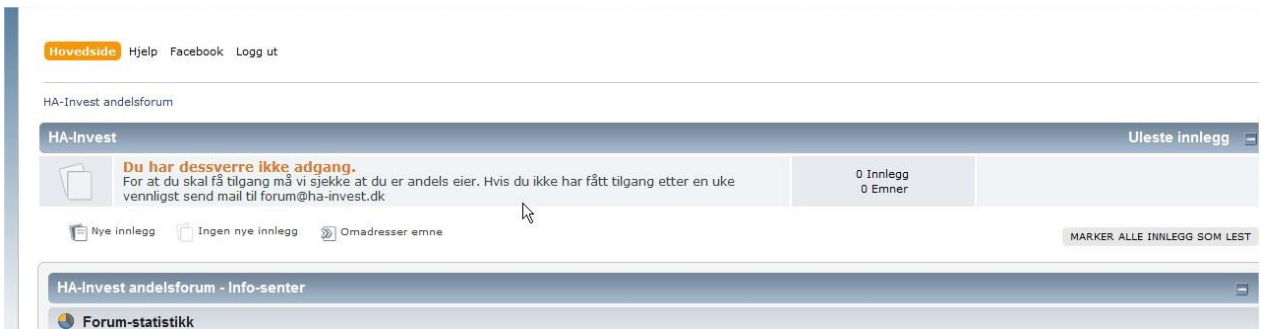 Hovedside Hjelp Facebook Logg ut
HA-Invest andelsforum
HA-Invest Uleste innlegg
Du har dessverre ikke adgang.
For at du skal få tilgang må vi sjekke at du er andels eier. Hvis du ikke har fått tilgang etter en uke
vennligst send mail til forum@ha-invest.dk
0 Innlegg
0 Emner
Nye innlegg Ingen nye innlegg Omadresser emne
MARKER ALLE INNLEGG SOM LEST
HA-Invest andelsforum - Info-senter
Forum-statistikk